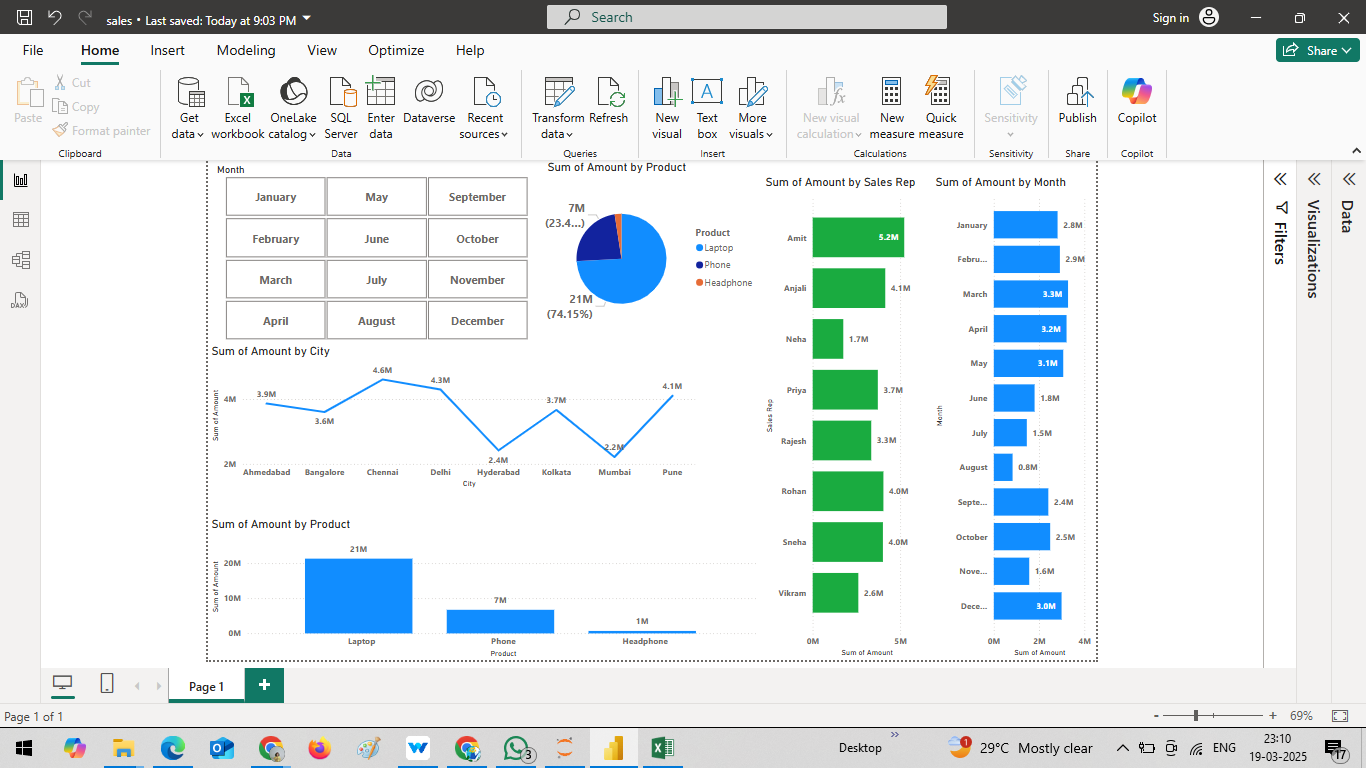 sales • Last saved: Today at 9:03 PM
Search
Sign in
File Home Insert Modeling View Optimize Help
Share
Paste
Cut
Copy
Format painter
Clipboard
Get data
Excel workbook
OneLake catalog
SQL Server
Enter data
Dataverse
Recent sources
Data
Transform data
Refresh
Queries
New visual
Text box
More visuals
Insert
New visual calculation
New measure
Quick measure
Calculations
Sensitivity
Sensitivity
Publish
Share
Copilot
Copilot
DAX
Month
January May September
February June October
March July November
April August December
Sum of Amount by Product
7M
(23.4...)
21M
(74.15%)
Product
Laptop
Phone
Headphone
Sum of Amount by City
Sum of Amount
4M
2M
3.9M
3.6M
4.6M
4.3M
2.4M
3.7M
2.2M
4.1M
Ahmedabad Bangalore Chennai Delhi Hyderabad Kolkata Mumbai Pune
City
Sum of Amount by Product
Sum of Amount
20M
10M
0M
21M
7M
1M
Laptop Phone Headphone
Product
Sum of Amount by Sales Rep
Sales Rep
Amit 5.2M
Anjali 4.1M
Neha 1.7M
Priya 3.7M
Rajesh 3.3M
Rohan 4.0M
Sneha 4.0M
Vikram 2.6M
0M 5M
Sum of Amount
Sum of Amount by Month
Month
January 2.8M
Febru... 2.9M
March 3.3M
April 3.2M
May 3.1M
June 1.8M
July 1.5M
August 0.8M
Septe... 2.4M
October 2.5M
Nove... 1.6M
Dece... 3.0M
0M 2M 4M
Sum of Amount
Filters
Visualizations
Data
Page 1
Page 1 of 1
- + 69%
3
Desktop
1
29°C Mostly clear
ENG
23:10
19-03-2025
17